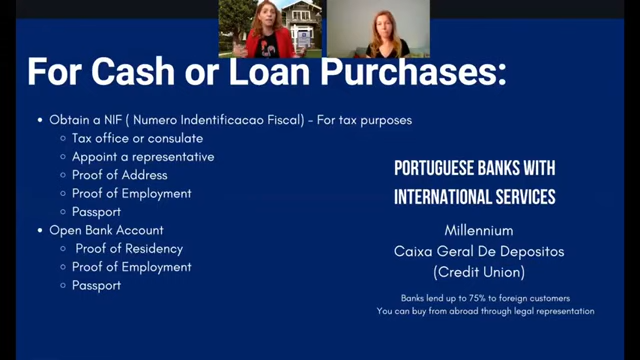 For Cash or Loan Purchases:
• Obtain a NIF ( Numero Indentificacao Fiscal) - For tax purposes
Tax office or consulate
Appoint a representative
Proof of Address
Proof of Employment
Passport
• Open Bank Account
Proof of Residency
Proof of Employment
Passport
PORTUGUESE BANKS WITH
INTERNATIONAL SERVICES
Millennium
Caixa Geral De Depositos
(Credit Union)
Banks lend up to 75% to foreign customers
You can buy from abroad through legal representation